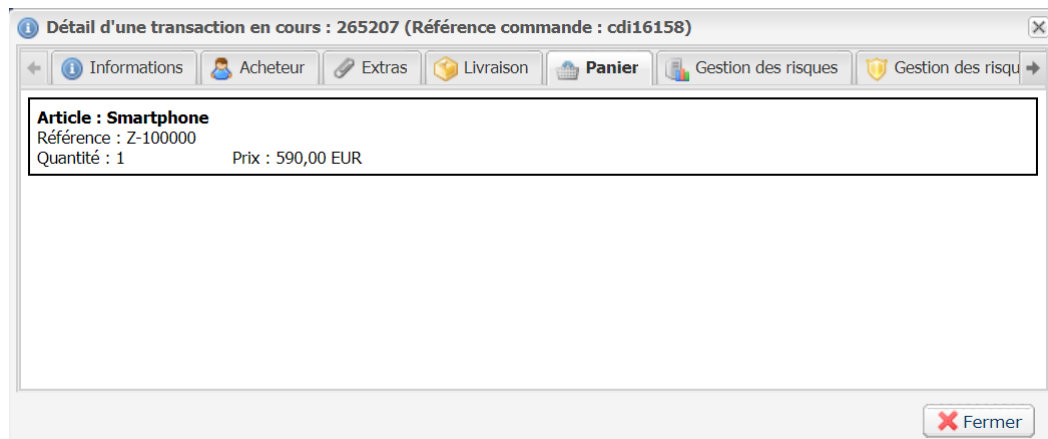 Détail d'une transaction en cours : 265207 (Référence commande : cdi16158)
Informations Acheteur Extras Livraison Panier Gestion des risques Gestion des risqu
Article : Smartphone
Référence : Z-100000
Quantité : 1 Prix : 590,00 EUR
Fermer